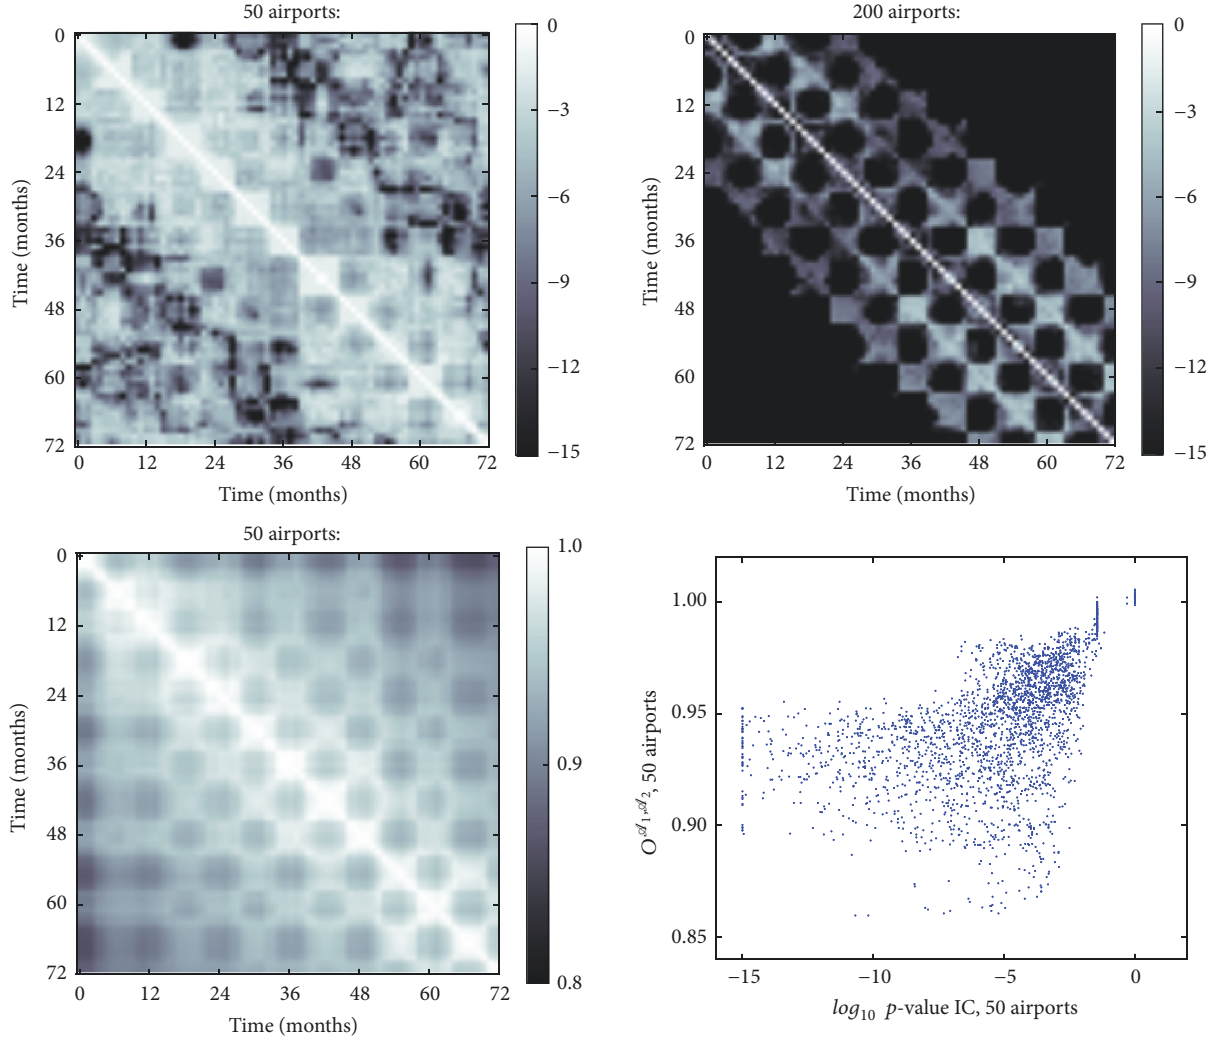 50 airports:
0
12
24
36
48
60
72
Time (months)
0 12 24 36 48 60 72
Time (months)
0
−3
−6
−9
−12
−15
200 airports:
0
12
24
36
48
60
72
Time (months)
0 12 24 36 48 60 72
Time (months)
0
−3
−6
−9
−12
−15
50 airports:
0
12
24
36
48
60
72
Time (months)
0 12 24 36 48 60 72
Time (months)
1.0
0.9
0.8
1.00
0.95
0.90
0.85
O^{𝒜1,𝒜2}, 50 airports
−15 −10 −5 0
log10 p-value IC, 50 airports